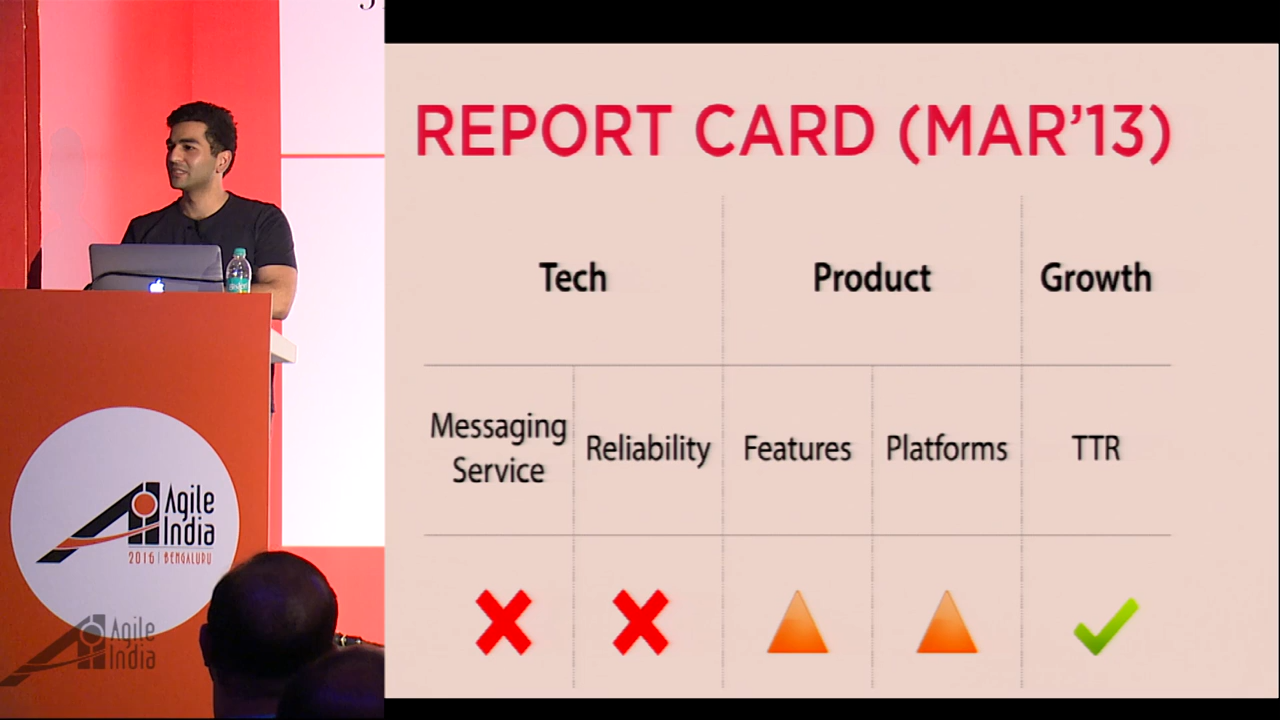 REPORT CARD (MAR'13)
Tech
Product
Growth
Messaging
Service
Reliability
Features
Platforms
TTR
Agile
India
2016 | BENGALURU
Agile
India